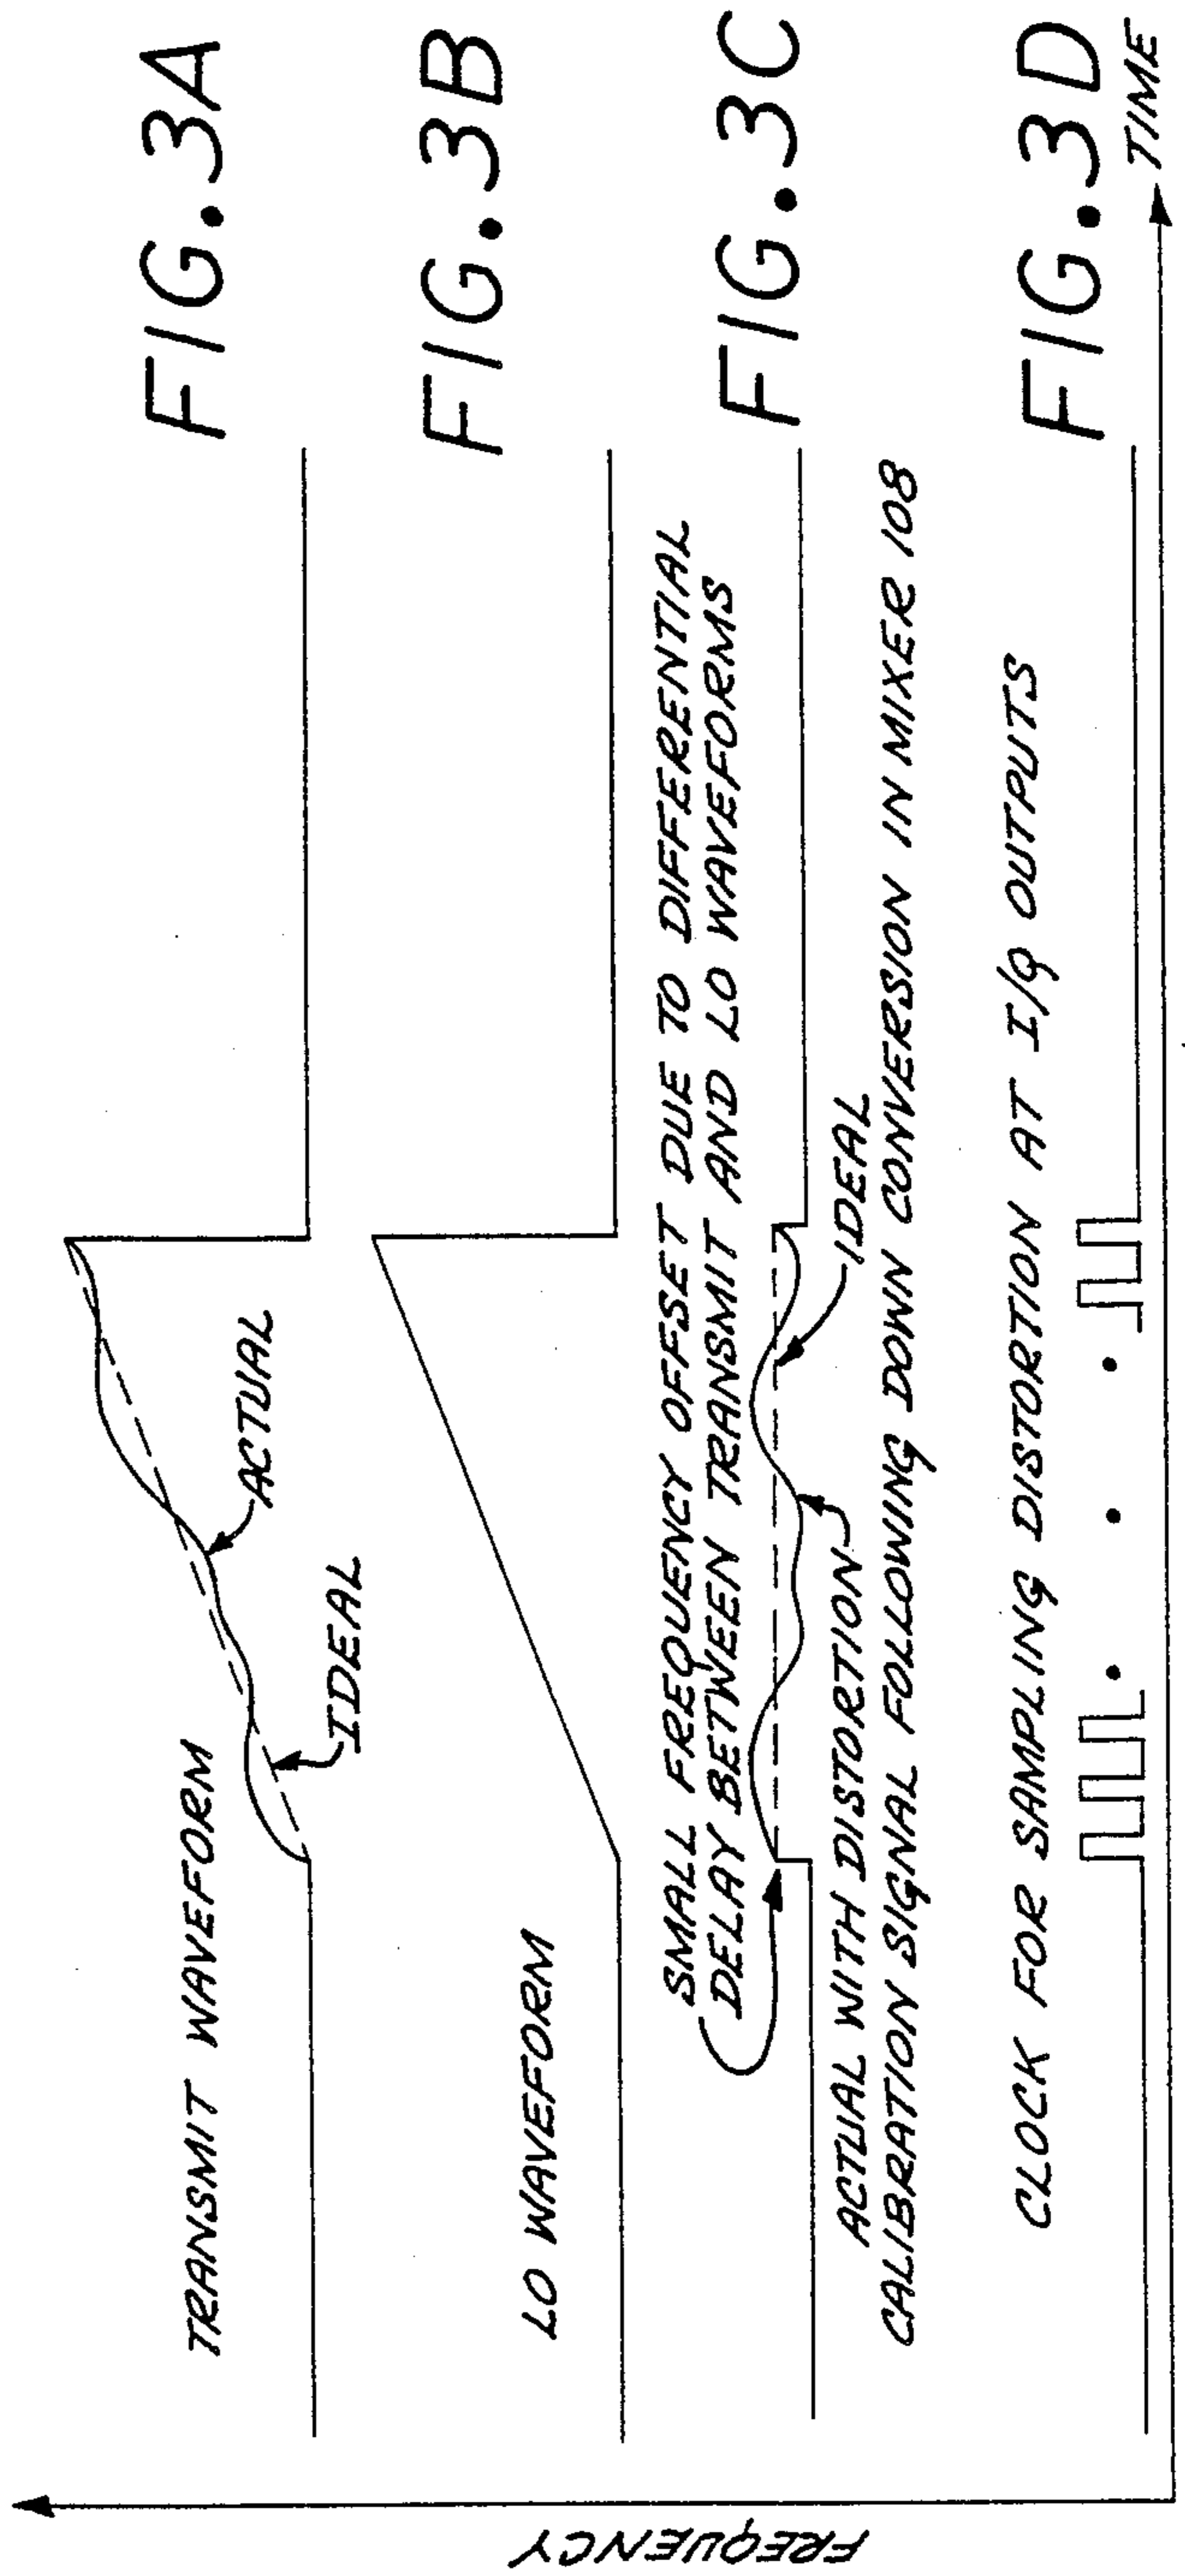 TRANSMIT WAVEFORM
ACTUAL
IDEAL
FIG.3A
LO WAVEFORM
FIG.3B
SMALL FREQUENCY OFFSET DUE TO DIFFERENTIAL
DELAY BETWEEN TRANSMIT AND LO WAVEFORMS
IDEAL
ACTUAL WITH DISTORTION
CALIBRATION SIGNAL FOLLOWING DOWN CONVERSION IN MIXER 108
FIG.3C
CLOCK FOR SAMPLING DISTORTION AT I/Q OUTPUTS
FIG.3D
TIME
FREQUENCY